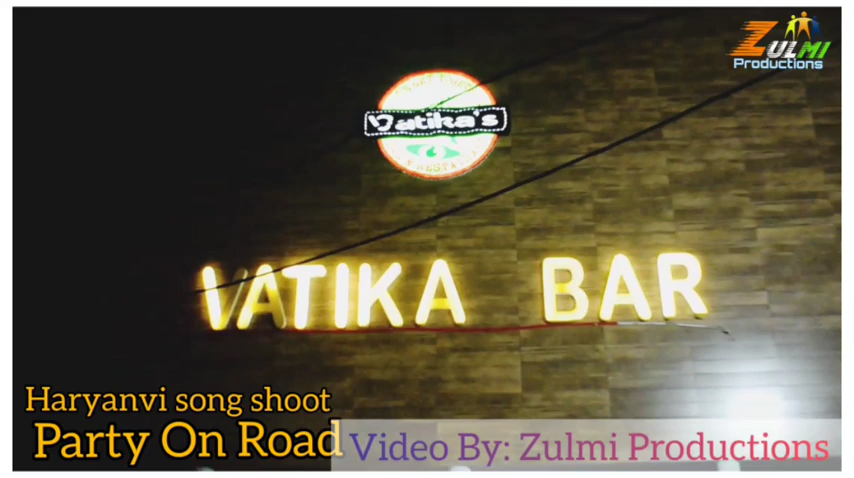 ZULMI
Productions
Vatika's
VATIKA BAR
Haryanvi song shoot
Party On Road
Video By: Zulmi Productions